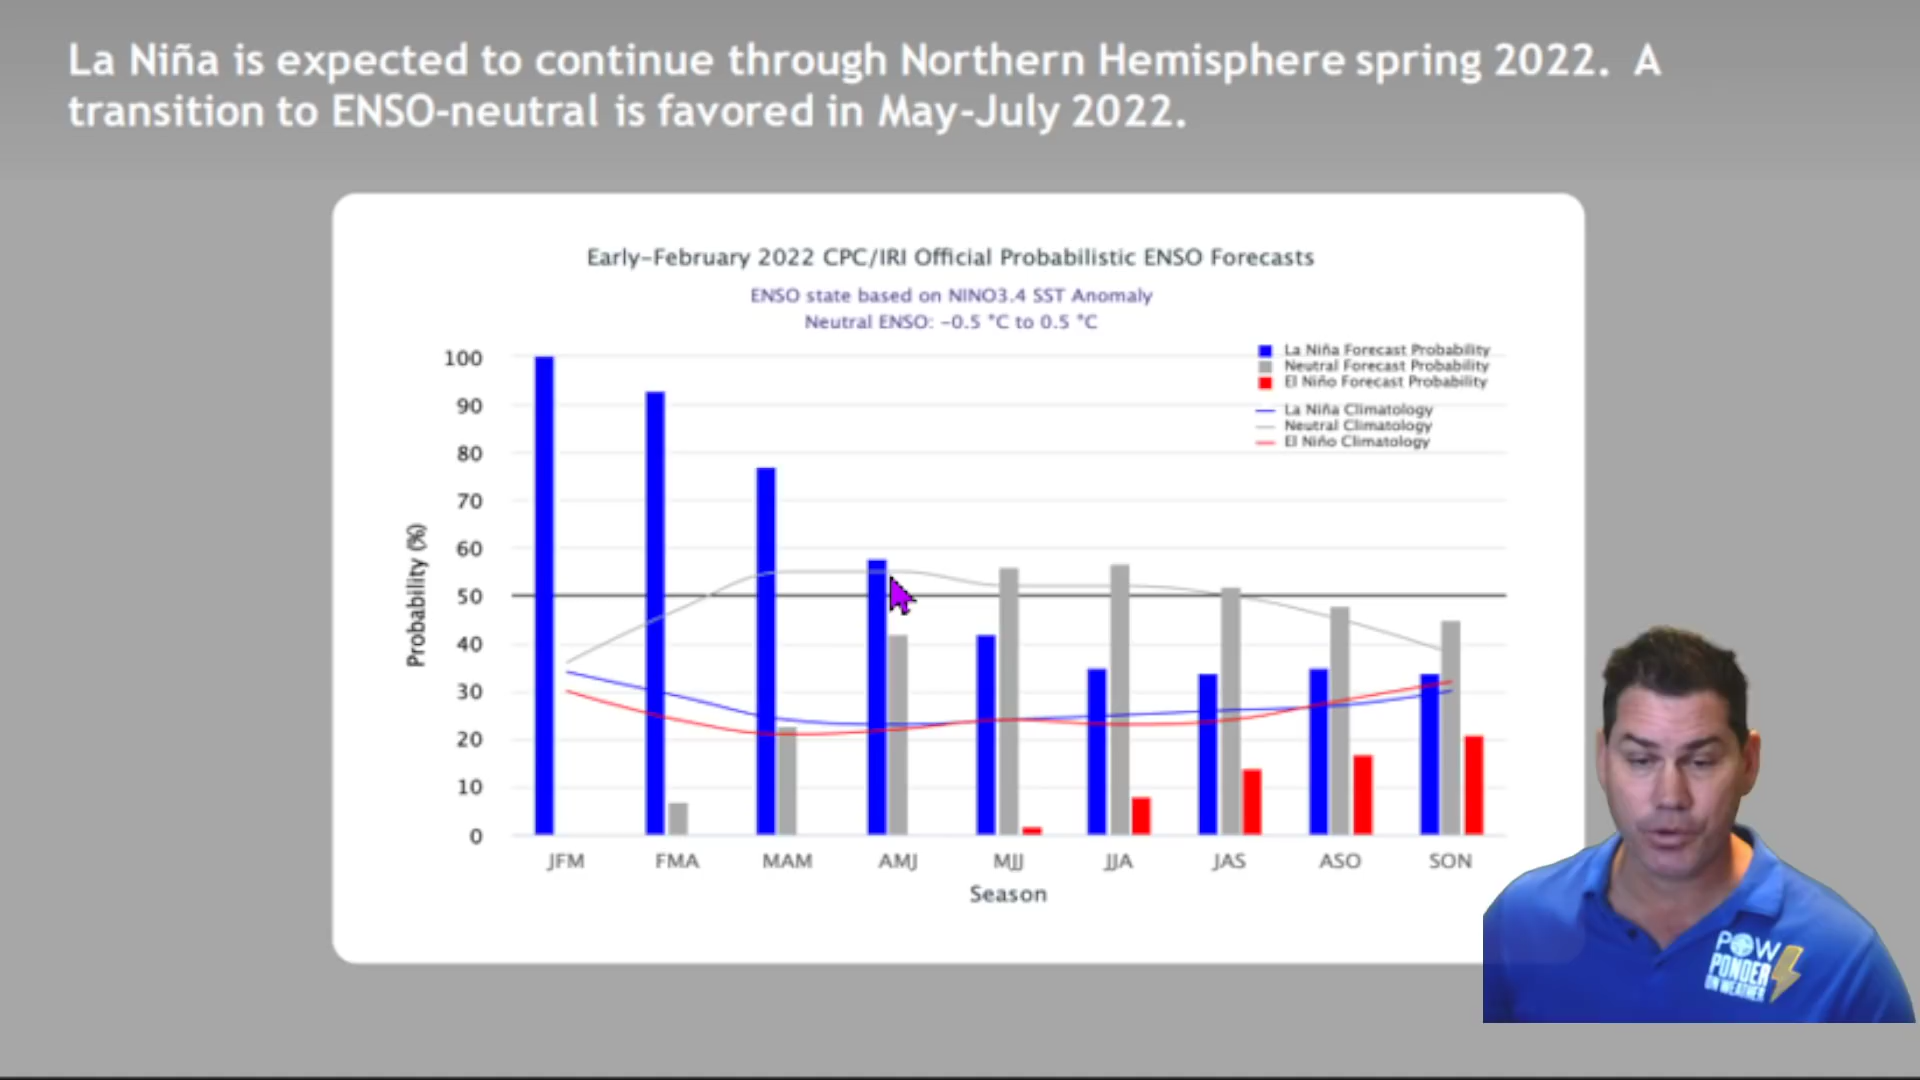 La Niña is expected to continue through Northern Hemisphere spring 2022. A
transition to ENSO-neutral is favored in May-July 2022.
Early-February 2022 CPC/IRI Official Probabilistic ENSO Forecasts
ENSO state based on NINO3.4 SST Anomaly
Neutral ENSO: -0.5 °C to 0.5 °C
La Niña Forecast Probability
Neutral Forecast Probability
El Niño Forecast Probability
La Niña Climatology
Neutral Climatology
El Niño Climatology
Probability (%)
100
90
80
70
60
50
40
30
20
10
0
JFM FMA MAM AMJ MJJ JJA JAS ASO SON
Season
POW
PONDER
ON WEATHER